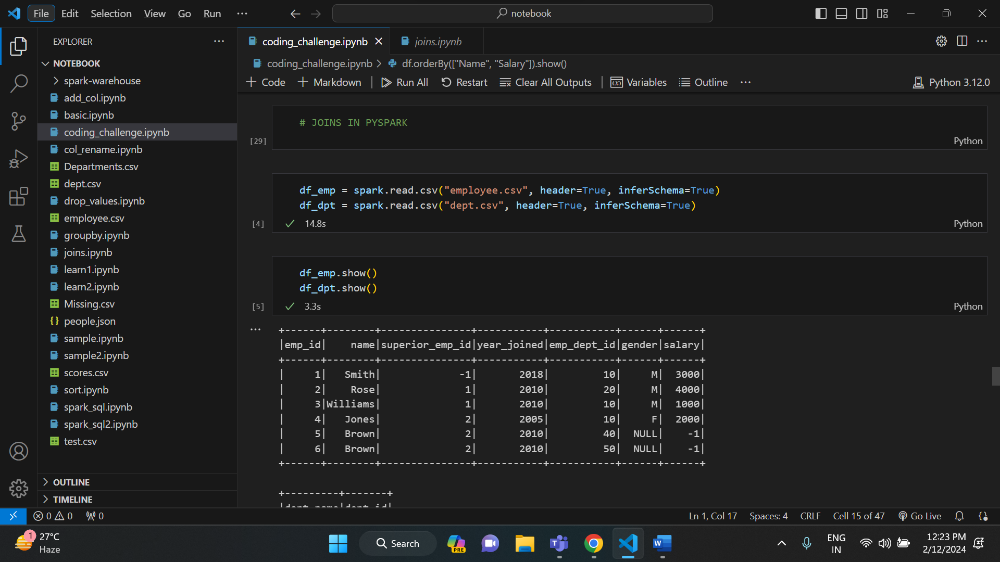 File Edit Selection View Go Run ··· notebook
EXPLORER ···
NOTEBOOK
spark-warehouse
add_col.ipynb
basic.ipynb
coding_challenge.ipynb
col_rename.ipynb
Departments.csv
dept.csv
drop_values.ipynb
employee.csv
groupby.ipynb
joins.ipynb
learn1.ipynb
learn2.ipynb
Missing.csv
{} people.json
sample.ipynb
sample2.ipynb
scores.csv
sort.ipynb
spark_sql.ipynb
spark_sql2.ipynb
test.csv
OUTLINE
TIMELINE
coding_challenge.ipynb joins.ipynb
coding_challenge.ipynb > df.orderBy(["Name", "Salary"]).show()
+ Code + Markdown | Run All Restart Clear All Outputs | Variables Outline ··· Python 3.12.0
# JOINS IN PYSPARK
[29] Python
df_emp = spark.read.csv("employee.csv", header=True, inferSchema=True)
df_dpt = spark.read.csv("dept.csv", header=True, inferSchema=True)
[4] 14.8s Python
df_emp.show()
df_dpt.show()
[5] 3.3s Python
+------+--------+---------------+-----------+-----------+------+------+
|emp_id|    name|superior_emp_id|year_joined|emp_dept_id|gender|salary|
+------+--------+---------------+-----------+-----------+------+------+
|     1|   Smith|             -1|       2018|         10|     M|  3000|
|     2|    Rose|              1|       2010|         20|     M|  4000|
|     3|Williams|              1|       2010|         10|     M|  1000|
|     4|   Jones|              2|       2005|         10|     F|  2000|
|     5|   Brown|              2|       2010|         40|  NULL|    -1|
|     6|   Brown|              2|       2010|         50|  NULL|    -1|
+------+--------+---------------+-----------+-----------+------+------+
+---------+-------+
|dept_name|dept_id|
0 0 0 Ln 1, Col 17 Spaces: 4 CRLF Cell 15 of 47 Go Live
1 27°C
Haze
Search
PRE
ENG
IN
12:23 PM
2/12/2024